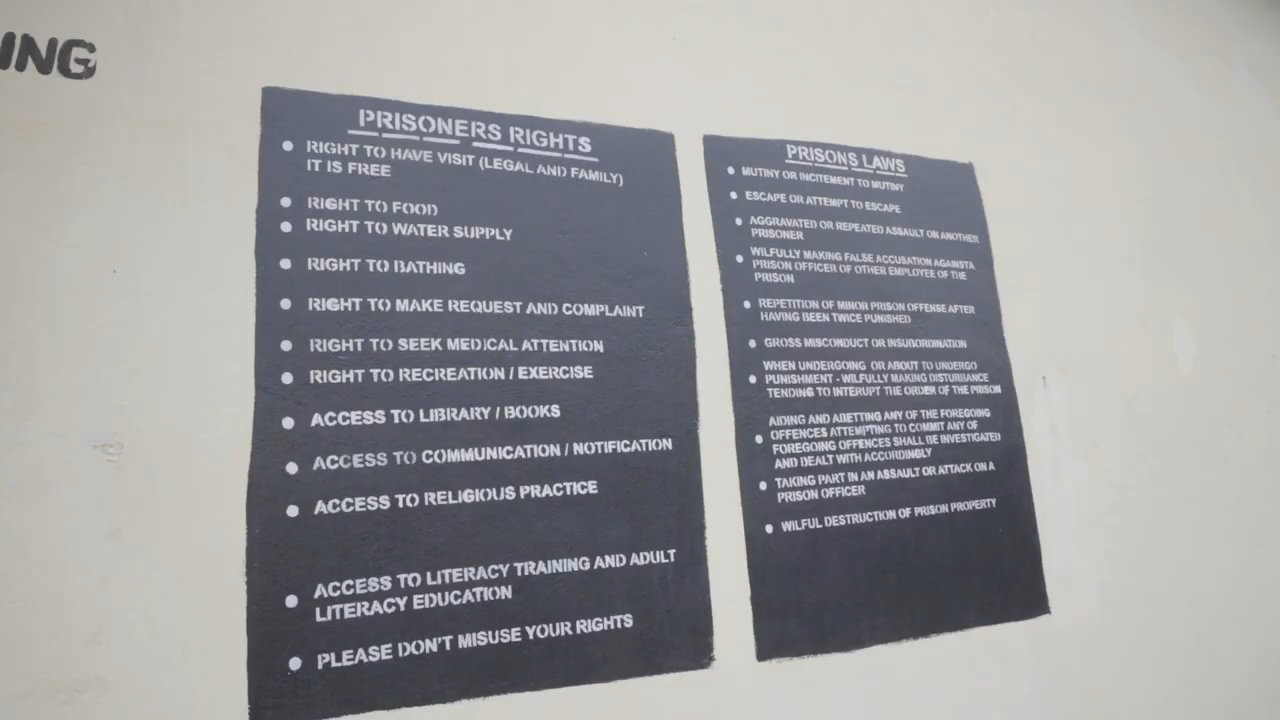 ING
PRISONERS RIGHTS
RIGHT TO HAVE VISIT (LEGAL AND FAMILY)
IT IS FREE
RIGHT TO FOOD
RIGHT TO WATER SUPPLY
RIGHT TO BATHING
RIGHT TO MAKE REQUEST AND COMPLAINT
RIGHT TO SEEK MEDICAL ATTENTION
RIGHT TO RECREATION / EXERCISE
ACCESS TO LIBRARY / BOOKS
ACCESS TO COMMUNICATION / NOTIFICATION
ACCESS TO RELIGIOUS PRACTICE
ACCESS TO LITERACY TRAINING AND ADULT
LITERACY EDUCATION
PLEASE DON'T MISUSE YOUR RIGHTS
PRISONS LAWS
MUTINY OR INCITEMENT TO MUTINY
ESCAPE OR ATTEMPT TO ESCAPE
AGGRAVATED OR REPEATED ASSAULT ON ANOTHER
PRISONER
WILFULLY MAKING FALSE ACCUSATION AGAINSTA
PRISON OFFICER OF OTHER EMPLOYEE OF THE
PRISON
REPETITION OF MINOR PRISON OFFENSE AFTER
HAVING BEEN TWICE PUNISHED
GROSS MISCONDUCT OR INSUBORDINATION
WHEN UNDERGOING OR ABOUT TO UNDERGO
PUNISHMENT - WILFULLY MAKING DISTURBANCE
TENDING TO INTERUPT THE ORDER OF THE PRISON
AIDING AND ABETTING ANY OF THE FOREGOING
OFFENCES ATTEMPTING TO COMMIT ANY OF
FOREGOING OFFENCES SHALL BE INVESTIGATED
AND DEALT WITH ACCORDINGLY
TAKING PART IN AN ASSAULT OR ATTACK ON A
PRISON OFFICER
WILFUL DESTRUCTION OF PRISON PROPERTY